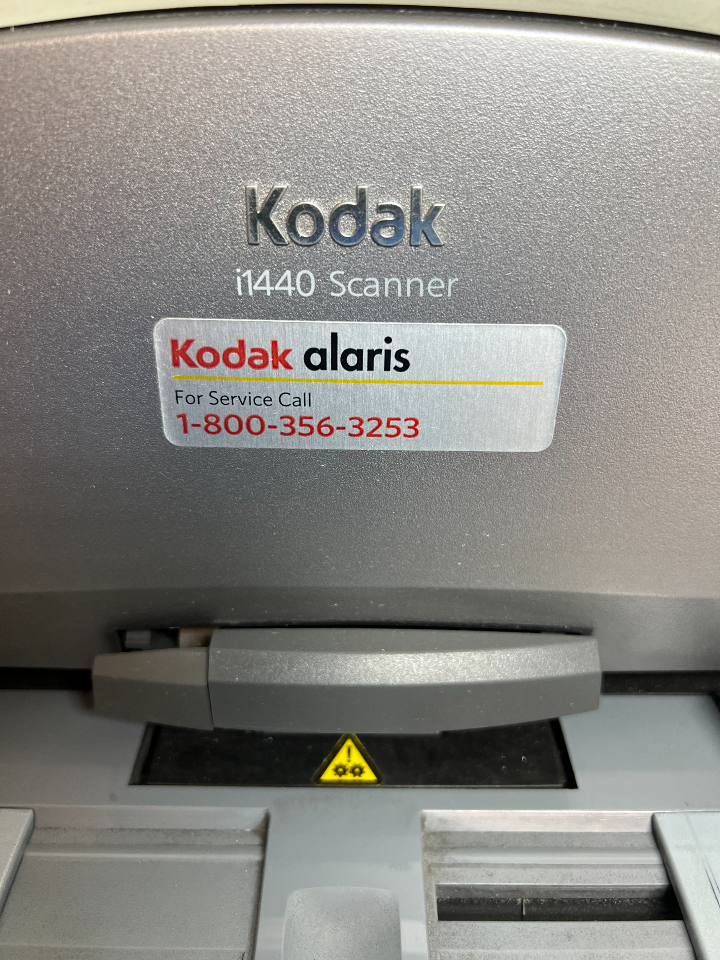 Kodak
i1440 Scanner
Kodak alaris
For Service Call
1-800-356-3253